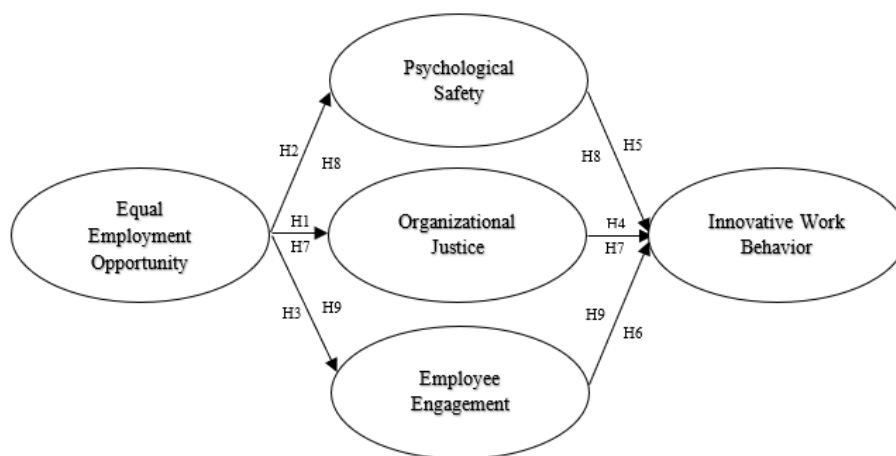 Psychological
Safety
H2
H8
H8
H5
Equal
Employment
Opportunity
H1
H7
Organizational
Justice
H4
H7
Innovative Work
Behavior
H3
H9
H9
H6
Employee
Engagement